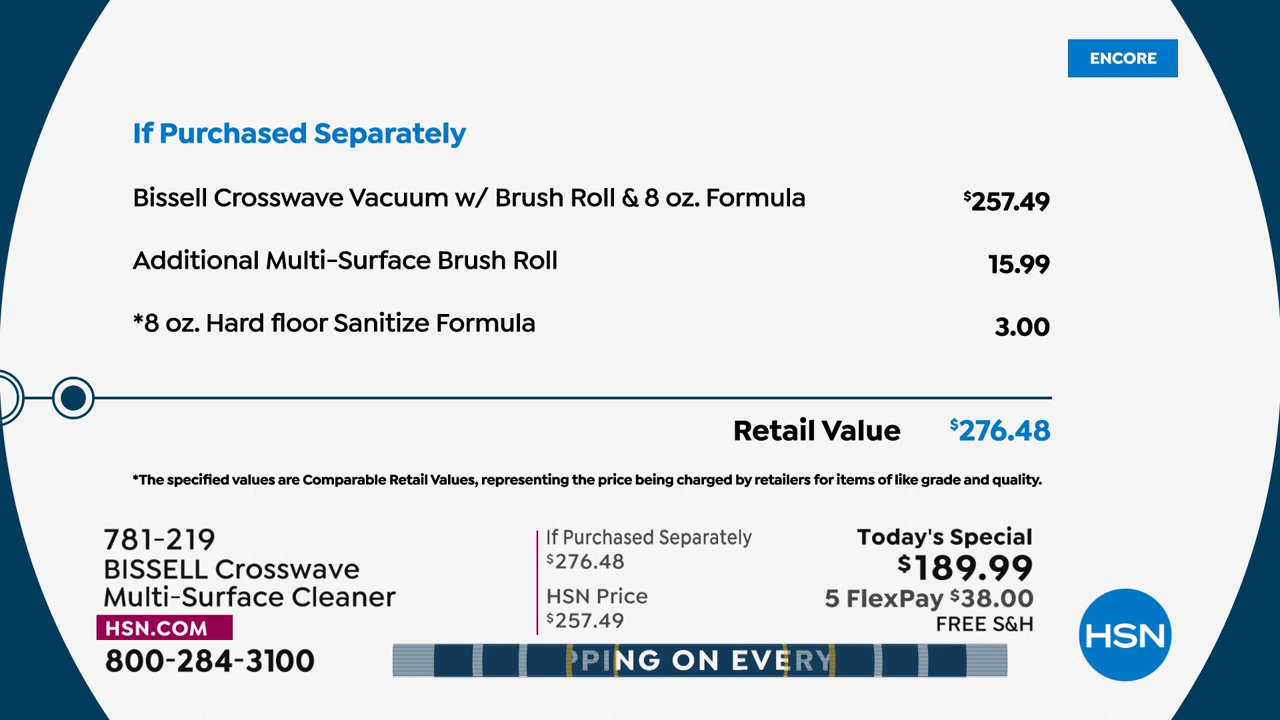 ENCORE
If Purchased Separately
Bissell Crosswave Vacuum w/ Brush Roll & 8 oz. Formula $257.49
Additional Multi-Surface Brush Roll 15.99
*8 oz. Hard floor Sanitize Formula 3.00
Retail Value $276.48
*The specified values are Comparable Retail Values, representing the price being charged by retailers for items of like grade and quality.
781-219
BISSELL Crosswave
Multi-Surface Cleaner
HSN.COM
800-284-3100
If Purchased Separately
$276.48
HSN Price
$257.49
Today's Special
$189.99
5 FlexPay $38.00
FREE S&H
PPING ON EVERY
HSN